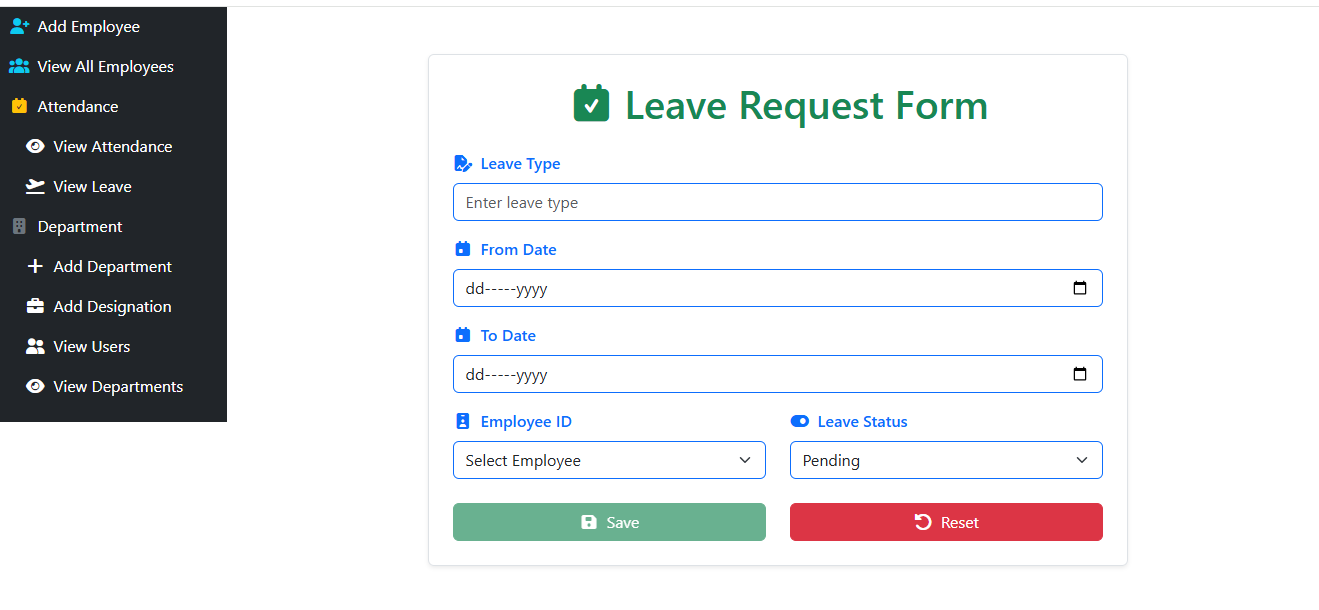 Add Employee
View All Employees
Attendance
View Attendance
View Leave
Department
Add Department
Add Designation
View Users
View Departments
Leave Request Form
Leave Type
Enter leave type
From Date
dd-----yyyy
To Date
dd-----yyyy
Employee ID
Leave Status
Select Employee
Pending
Save
Reset